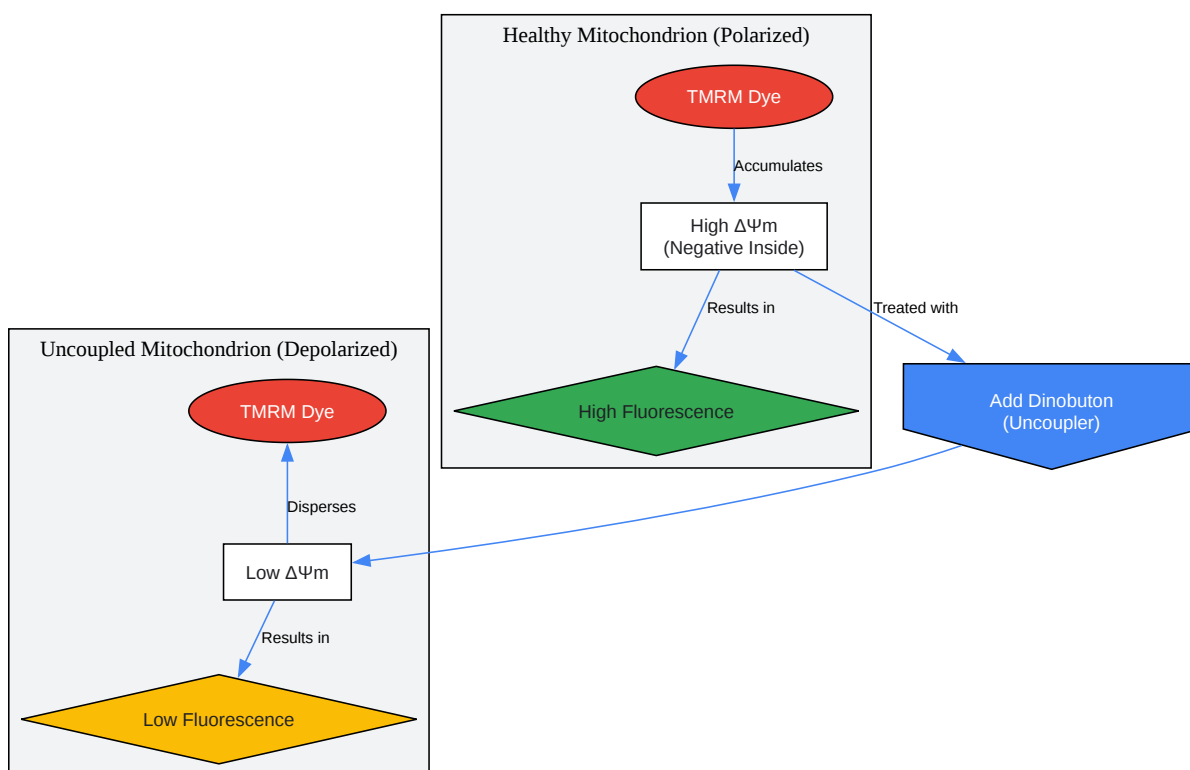 Healthy Mitochondrion (Polarized)
TMRM Dye
Accumulates
High ΔΨm
(Negative Inside)
Results in
Treated with
High Fluorescence
Add Dinobuton
(Uncoupler)
Uncoupled Mitochondrion (Depolarized)
TMRM Dye
Disperses
Low ΔΨm
Results in
Low Fluorescence